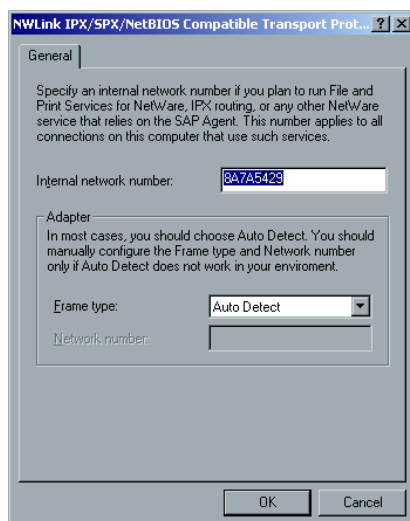 NWLink IPX/SPX/NetBIOS Compatible Transport Prot... ? X
General
Specify an internal network number if you plan to run File and
Print Services for NetWare, IPX routing, or any other NetWare
service that relies on the SAP Agent. This number applies to all
connections on this computer that use such services.
Internal network number: 8A7A5429
Adapter
In most cases, you should choose Auto Detect. You should
manually configure the Frame type and Network number
only if Auto Detect does not work in your enviroment.
Frame type: Auto Detect
Network number:
OK Cancel